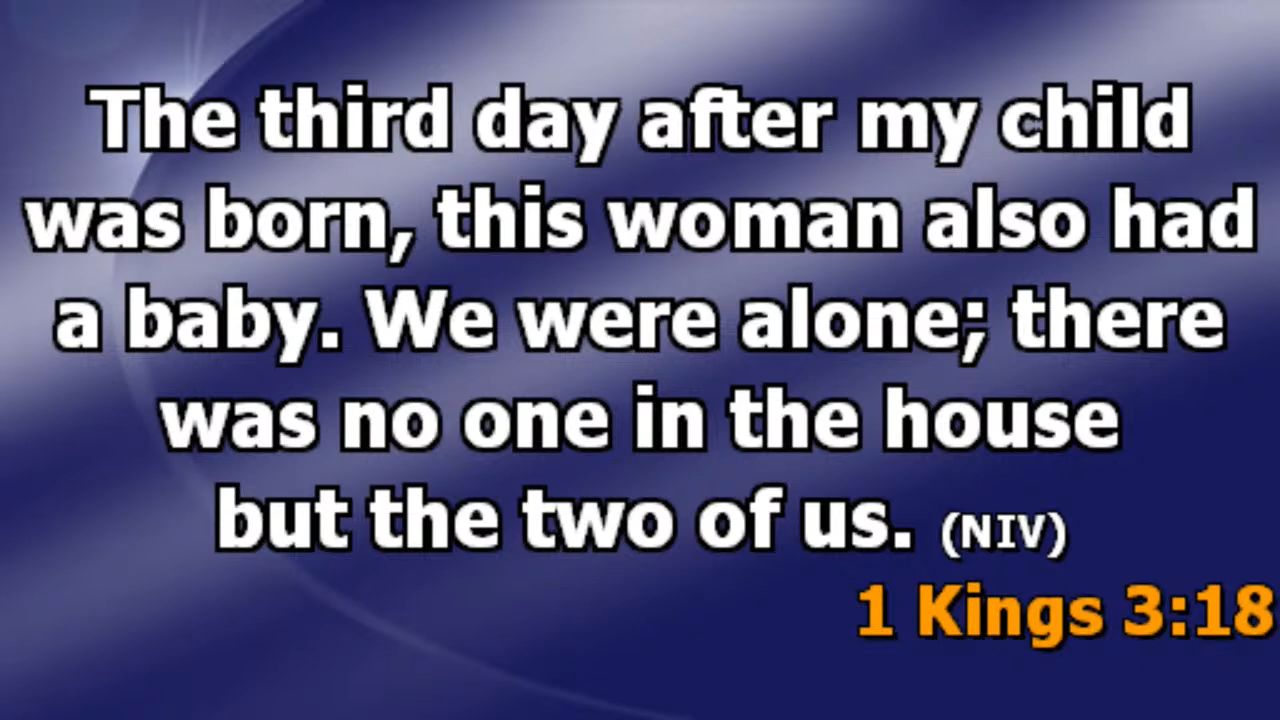 The third day after my child
was born, this woman also had
a baby. We were alone; there
was no one in the house
but the two of us. (NIV)
1 Kings 3:18